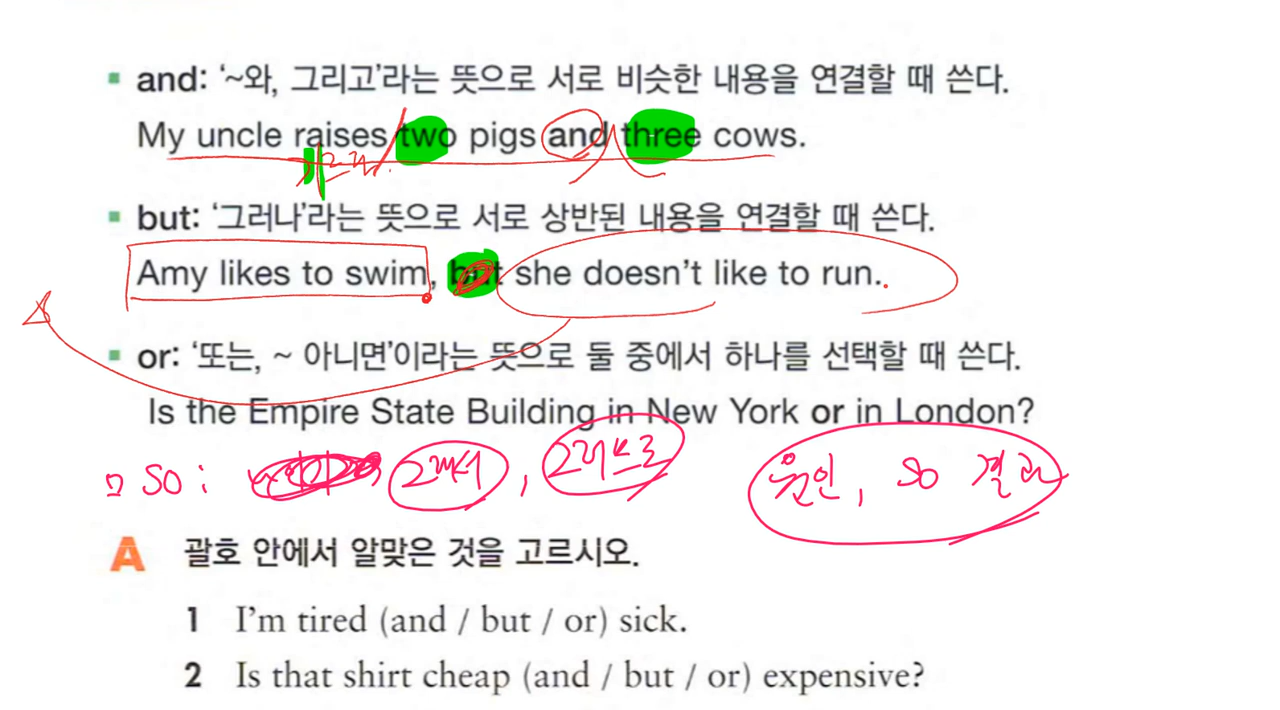 ▪ and: ‘~와, 그리고’라는 뜻으로 서로 비슷한 내용을 연결할 때 쓴다.
My uncle raises two pigs and three cows.
▪ but: ‘그러나’라는 뜻으로 서로 상반된 내용을 연결할 때 쓴다.
Amy likes to swim, but she doesn’t like to run.
▪ or: ‘또는, ~ 아니면’이라는 뜻으로 둘 중에서 하나를 선택할 때 쓴다.
Is the Empire State Building in New York or in London?
□ so : 그래서, 그러므로 원인, so 결과
A 괄호 안에서 알맞은 것을 고르시오.
1 I’m tired (and / but / or) sick.
2 Is that shirt cheap (and / but / or) expensive?